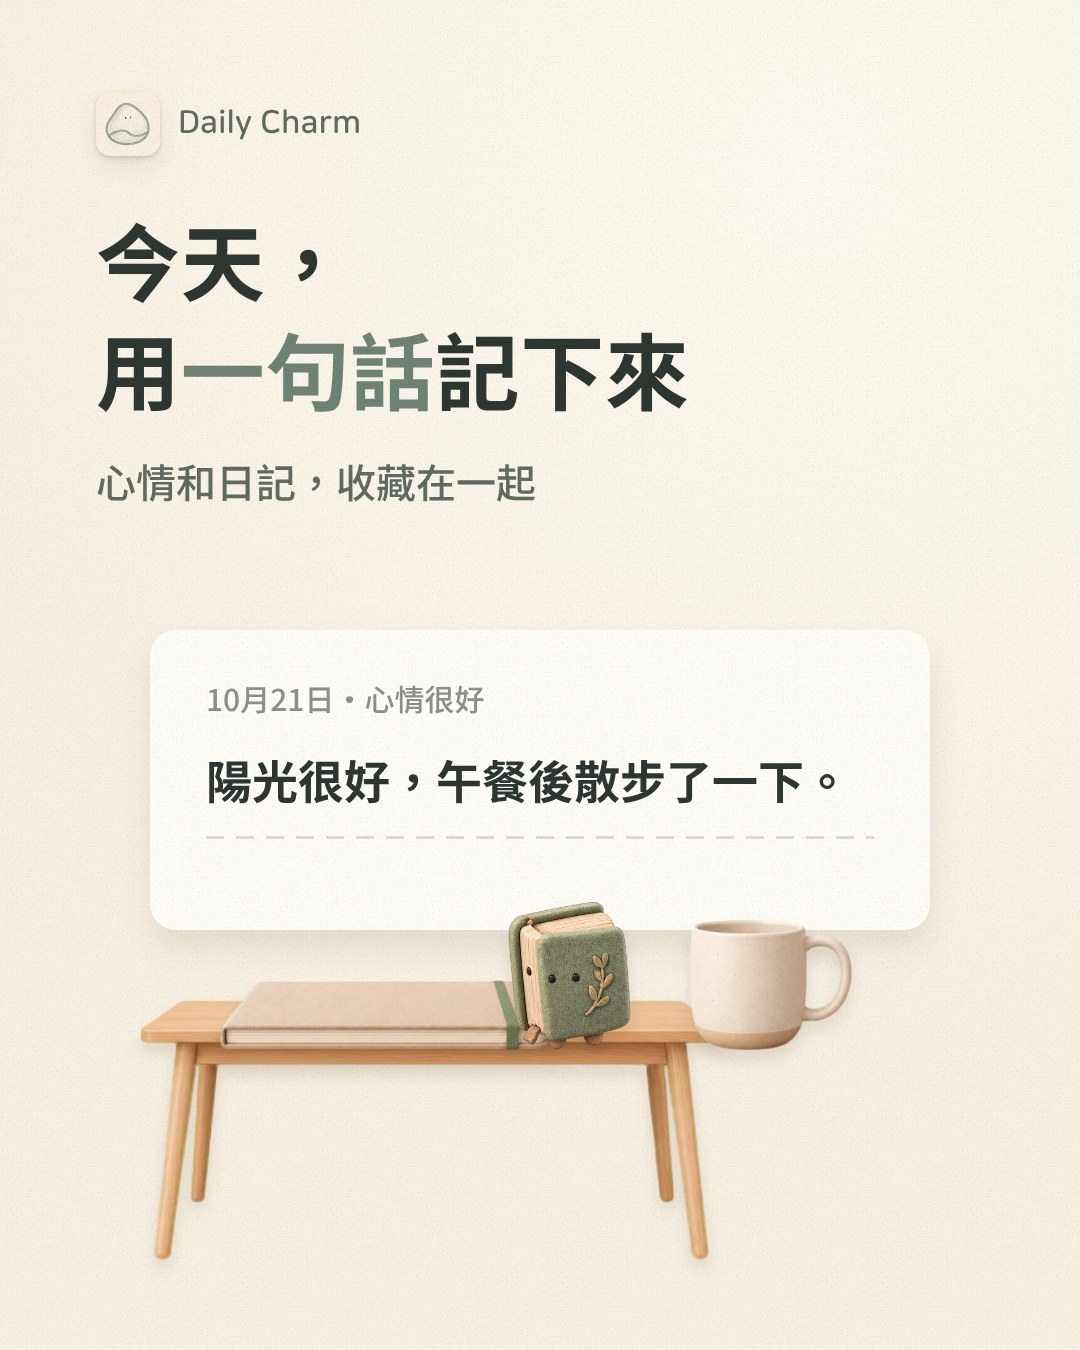 Daily Charm
今天，
用一句話記下來
心情和日記，收藏在一起
10月21日・心情很好
陽光很好，午餐後散步了一下。